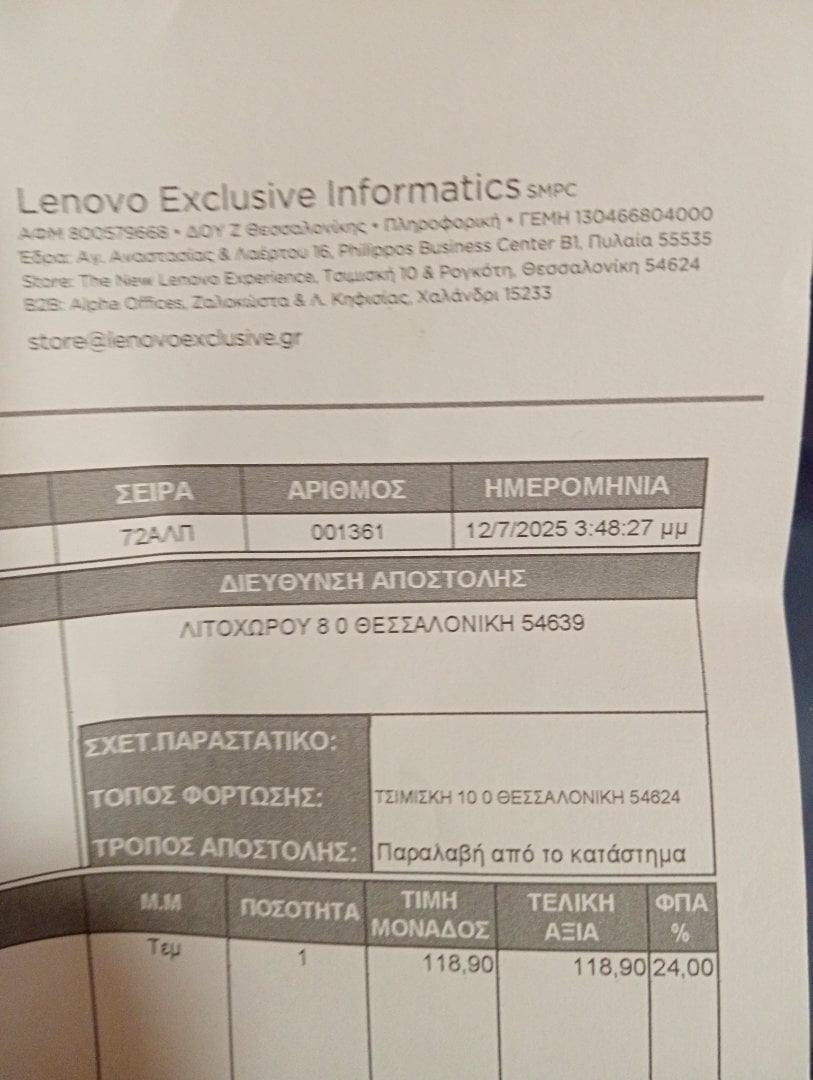 Lenovo Exclusive Informatics SMPC
ΑΦΜ 800579668 • ΔΟΥ Ζ Θεσσαλονίκης • Πληροφορική • ΓΕΜΗ 130466804000
Έδρα: Αγ. Αναστασίας & Λαέρτου 16, Philippos Business Center B1, Πυλαία 55535
Store: The New Lenovo Experience, Τσιμισκή 10 & Ρογκότη, Θεσσαλονίκη 54624
B2B: Alpha Offices, Ζαλοκώστα & Λ. Κηφισίας, Χαλάνδρι 15233
store@lenovoexclusive.gr
ΣΕΙΡΑ ΑΡΙΘΜΟΣ ΗΜΕΡΟΜΗΝΙΑ
72ΑΛΠ 001361 12/7/2025 3:48:27 μμ
ΔΙΕΥΘΥΝΣΗ ΑΠΟΣΤΟΛΗΣ
ΛΙΤΟΧΩΡΟΥ 8 0 ΘΕΣΣΑΛΟΝΙΚΗ 54639
ΣΧΕΤ.ΠΑΡΑΣΤΑΤΙΚΟ:
ΤΟΠΟΣ ΦΟΡΤΩΣΗΣ: ΤΣΙΜΙΣΚΗ 10 0 ΘΕΣΣΑΛΟΝΙΚΗ 54624
ΤΡΟΠΟΣ ΑΠΟΣΤΟΛΗΣ: Παραλαβή από το κατάστημα
Μ.Μ ΠΟΣΟΤΗΤΑ ΤΙΜΗ ΜΟΝΑΔΟΣ ΤΕΛΙΚΗ ΑΞΙΑ ΦΠΑ %
Τεμ 1 118,90 118,90 24,00